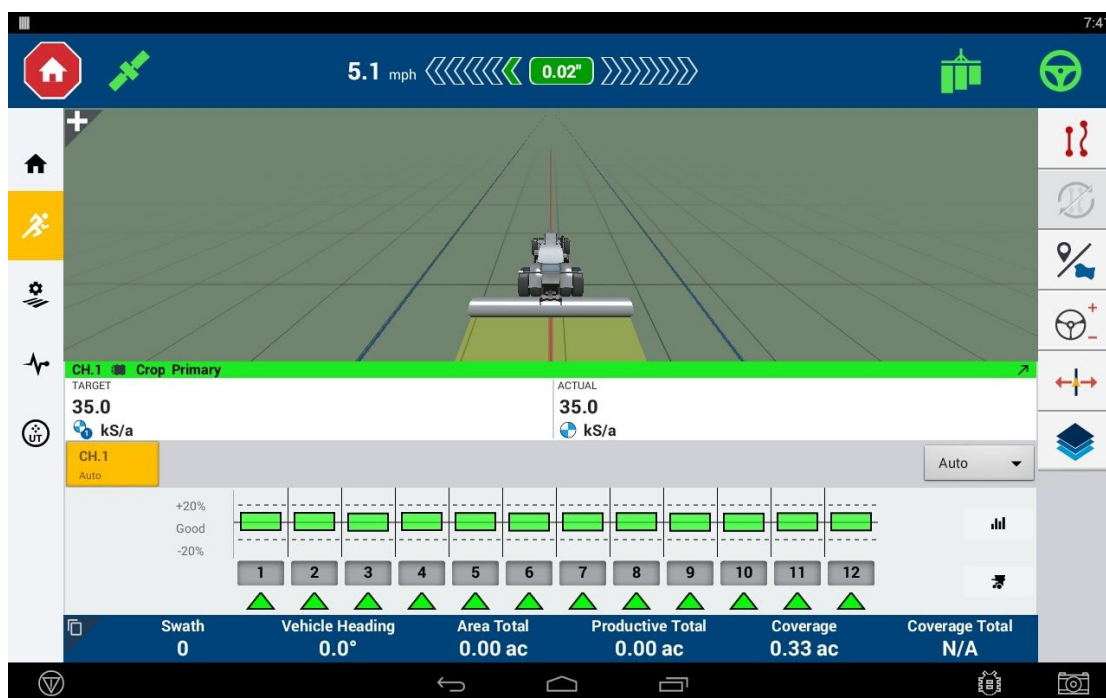 7:4
5.1 mph 0.02"
CH.1 Crop Primary
TARGET
35.0
1 kS/a
ACTUAL
35.0
kS/a
CH.1
Auto
Auto
+20%
Good
-20%
1 2 3 4 5 6 7 8 9 10 11 12
UT
Swath Vehicle Heading Area Total Productive Total Coverage Coverage Total
0 0.0° 0.00 ac 0.00 ac 0.33 ac N/A